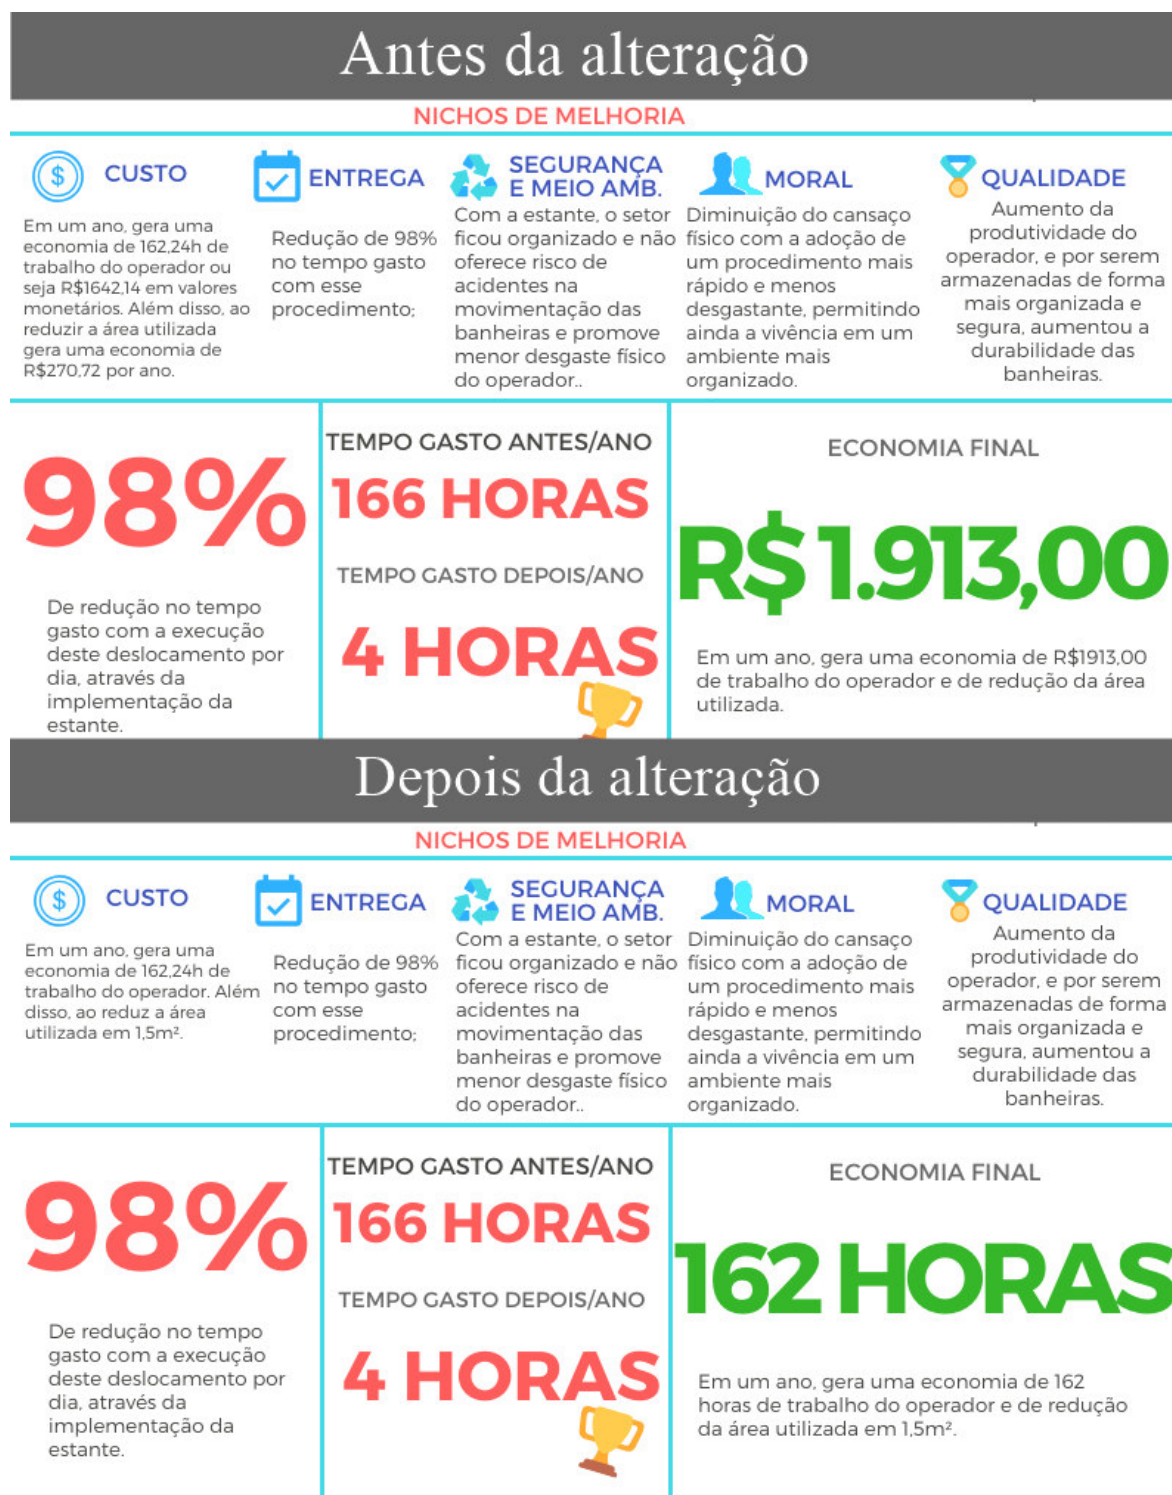 Antes da alteração
NICHOS DE MELHORIA
CUSTO
Em um ano, gera uma
economia de 162,24h de
trabalho do operador ou
seja R$1642,14 em valores
monetários. Além disso, ao
reduzir a área utilizada
gera uma economia de
R$270,72 por ano.
ENTREGA
Redução de 98%
no tempo gasto
com esse
procedimento;
SEGURANÇA
E MEIO AMB.
Com a estante, o setor
ficou organizado e não
oferece risco de
acidentes na
movimentação das
banheiras e promove
menor desgaste físico
do operador..
MORAL
Diminuição do cansaço
físico com a adoção de
um procedimento mais
rápido e menos
desgastante, permitindo
ainda a vivência em um
ambiente mais
organizado.
QUALIDADE
Aumento da
produtividade do
operador, e por serem
armazenadas de forma
mais organizada e
segura, aumentou a
durabilidade das
banheiras.
98%
De redução no tempo
gasto com a execução
deste deslocamento por
dia, através da
implementação da
estante.
TEMPO GASTO ANTES/ANO
166 HORAS
TEMPO GASTO DEPOIS/ANO
4 HORAS
ECONOMIA FINAL
R$1.913,00
Em um ano, gera uma economia de R$1913,00
de trabalho do operador e de redução da área
utilizada.
Depois da alteração
NICHOS DE MELHORIA
CUSTO
Em um ano, gera uma
economia de 162,24h de
trabalho do operador. Além
disso, ao reduz a área
utilizada em 1,5m².
ENTREGA
Redução de 98%
no tempo gasto
com esse
procedimento;
SEGURANÇA
E MEIO AMB.
Com a estante, o setor
ficou organizado e não
oferece risco de
acidentes na
movimentação das
banheiras e promove
menor desgaste físico
do operador..
MORAL
Diminuição do cansaço
físico com a adoção de
um procedimento mais
rápido e menos
desgastante, permitindo
ainda a vivência em um
ambiente mais
organizado.
QUALIDADE
Aumento da
produtividade do
operador, e por serem
armazenadas de forma
mais organizada e
segura, aumentou a
durabilidade das
banheiras.
98%
De redução no tempo
gasto com a execução
deste deslocamento por
dia, através da
implementação da
estante.
TEMPO GASTO ANTES/ANO
166 HORAS
TEMPO GASTO DEPOIS/ANO
4 HORAS
ECONOMIA FINAL
162 HORAS
Em um ano, gera uma economia de 162
horas de trabalho do operador e de redução
da área utilizada em 1,5m².